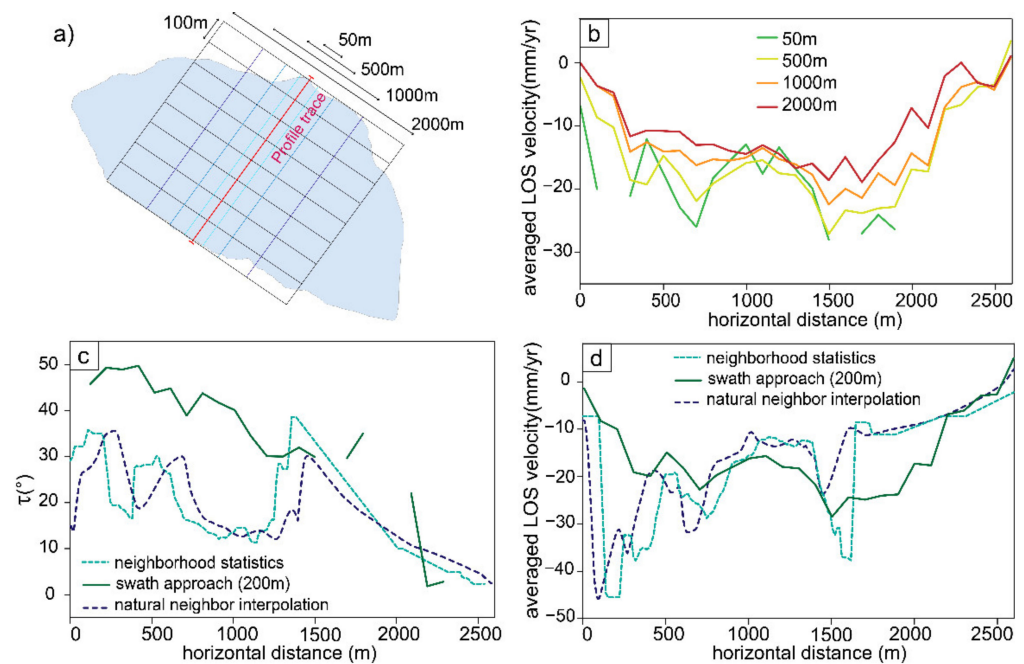 a)
100m
50m
500m
1000m
2000m
Profile trace
b
averaged LOS velocity(mm/yr)
0
−10
−20
−30
50m
500m
1000m
2000m
0 500 1000 1500 2000 2500
horizontal distance (m)
c
τ(°)
50
40
30
20
10
0
neighborhood statistics
swath approach (200m)
natural neighbor interpolation
0 500 1000 1500 2000 2500
horizontal distance (m)
d
averaged LOS velocity(mm/yr)
0
−10
−20
−30
−40
−50
neighborhood statistics
swath approach (200m)
natural neighbor interpolation
0 500 1000 1500 2000 2500
horizontal distance (m)